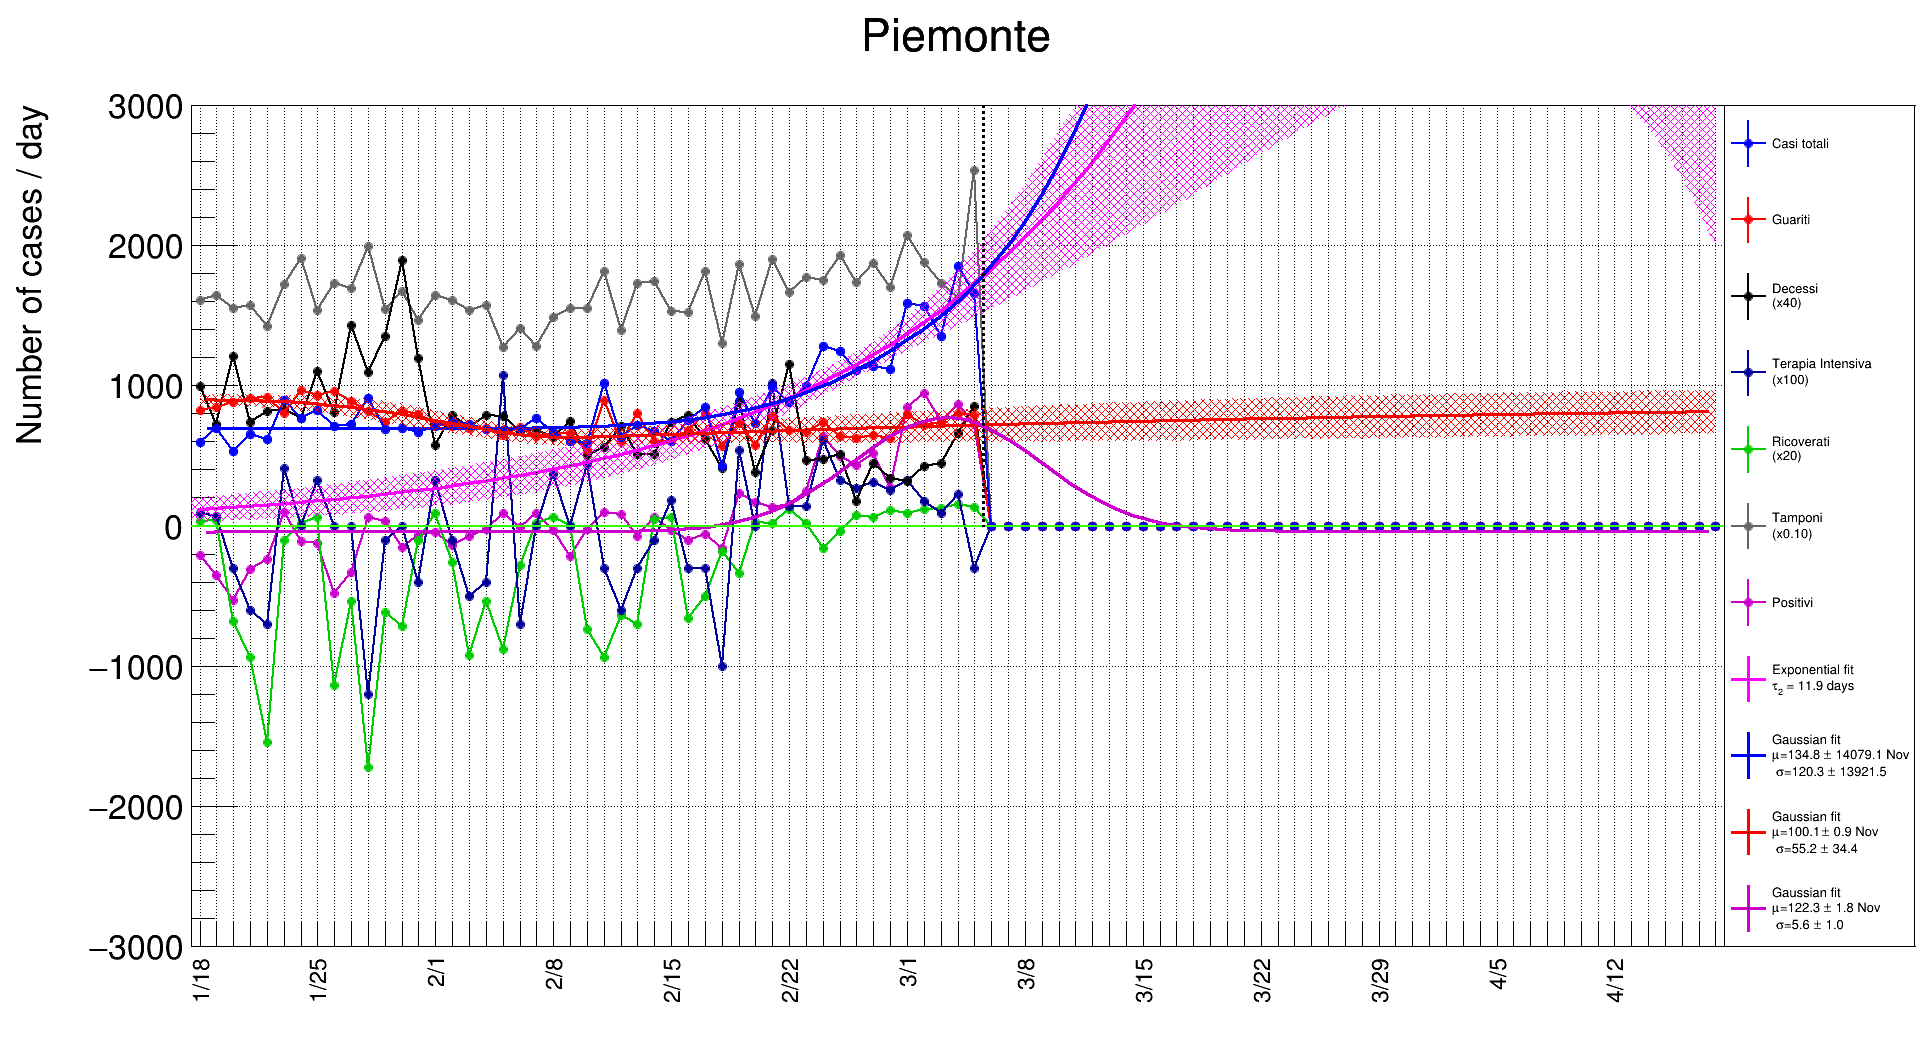 Piemonte
Number of cases / day
3000
2000
1000
0
−1000
−2000
−3000
1/18
1/25
2/1
2/8
2/15
2/22
3/1
3/8
3/15
3/22
3/29
4/5
4/12
Casi totali
Guariti
Decessi
(x40)
Terapia Intensiva
(x100)
Ricoverati
(x20)
Tamponi
(x0.10)
Positivi
Exponential fit
τ2 = 11.9 days
Gaussian fit
μ=134.8 ± 14079.1 Nov
σ=120.3 ± 13921.5
Gaussian fit
μ=100.1 ± 0.9 Nov
σ=55.2 ± 34.4
Gaussian fit
μ=122.3 ± 1.8 Nov
σ=5.6 ± 1.0